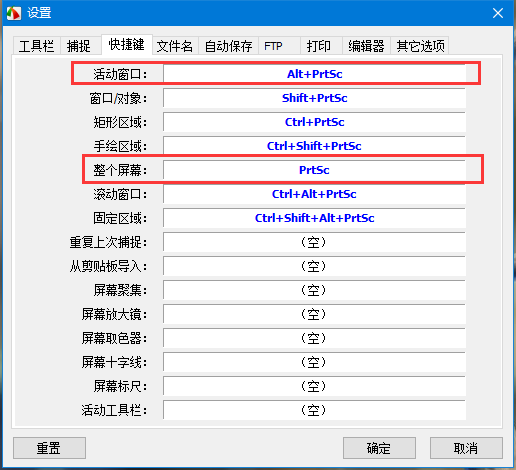 设置
工具栏 捕捉 快捷键 文件名 自动保存 FTP 打印 编辑器 其它选项
活动窗口： Alt+PrtSc
窗口/对象： Shift+PrtSc
矩形区域： Ctrl+PrtSc
手绘区域： Ctrl+Shift+PrtSc
整个屏幕： PrtSc
滚动窗口： Ctrl+Alt+PrtSc
固定区域： Ctrl+Shift+Alt+PrtSc
重复上次捕捉： （空）
从剪贴板导入： （空）
屏幕聚集： （空）
屏幕放大镜： （空）
屏幕取色器： （空）
屏幕十字线： （空）
屏幕标尺： （空）
活动工具栏： （空）
重置 确定 取消